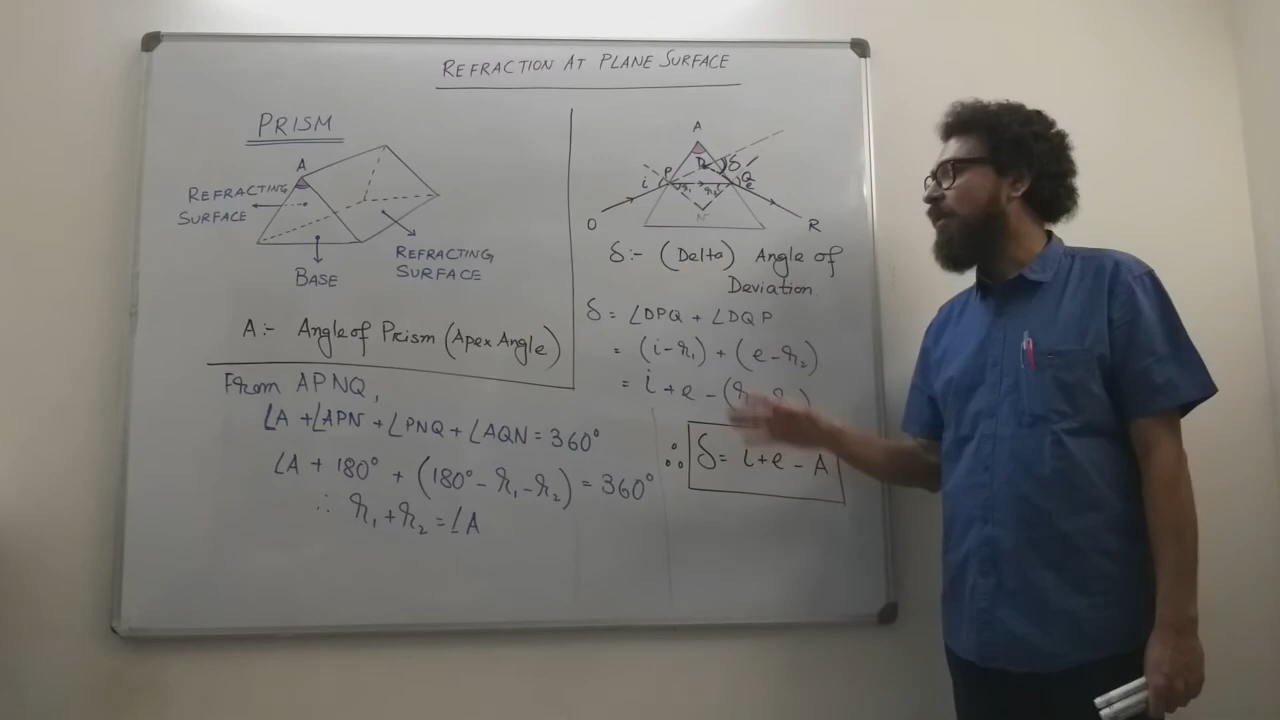 REFRACTION AT PLANE SURFACE
PRISM
A
REFRACTING
SURFACE
REFRACTING
SURFACE
BASE
A :- Angle of Prism (Apex Angle)
From APNQ,
∠A + ∠APN + ∠PNQ + ∠AQN = 360°
∠A + 180° + (180° - r₁ - r₂) = 360°
∴ r₁ + r₂ = ∠A
A
D δ
i P r₁ r₂ Q e
N
O R
δ :- (Delta) Angle of
Deviation
δ = ∠DPQ + ∠DQP
= (i - r₁) + (e - r₂)
= i + e - (
∴ δ = i + e - A